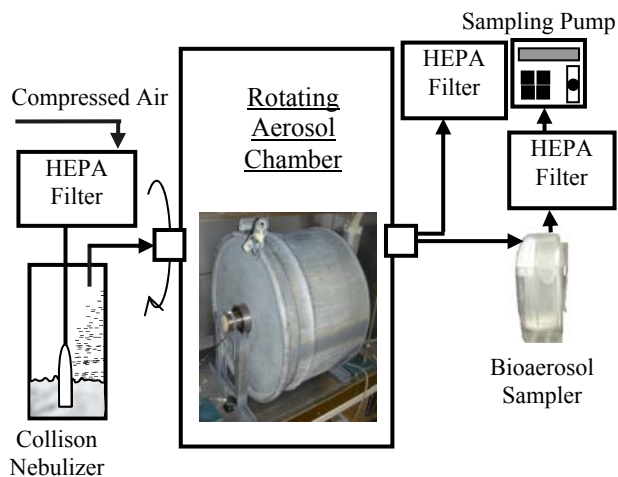 Sampling Pump
HEPA
Filter
Compressed Air
Rotating
Aerosol
Chamber
HEPA
Filter
HEPA
Filter
Bioaerosol
Sampler
Collison
Nebulizer